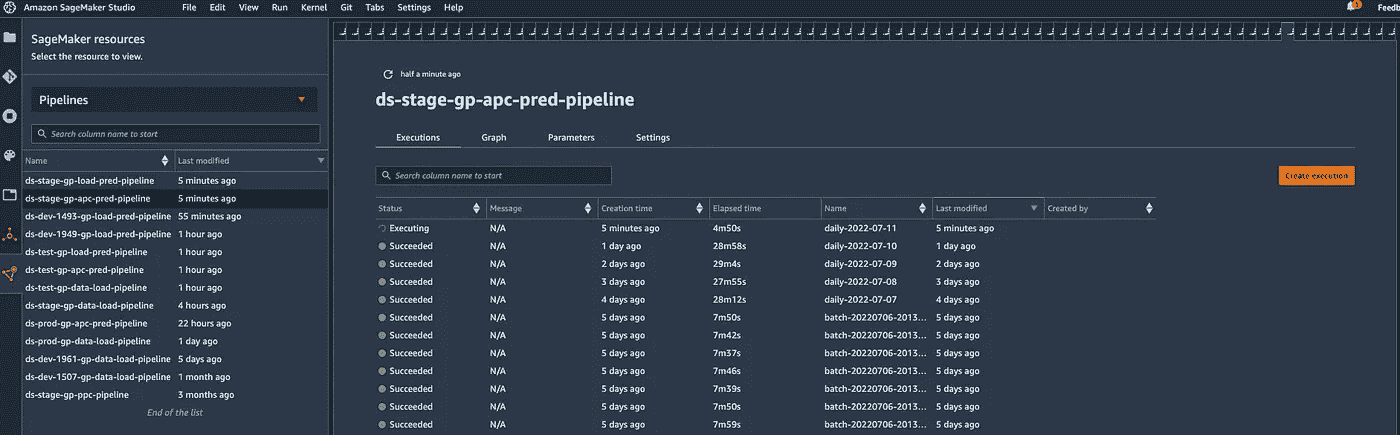 Amazon SageMaker Studio File Edit View Run Kernel Git Tabs Settings Help 1 Feedb
SageMaker resources
Select the resource to view.
Pipelines
Search column name to start
Name Last modified
ds-stage-gp-load-pred-pipeline 5 minutes ago
ds-stage-gp-apc-pred-pipeline 5 minutes ago
ds-dev-1493-gp-load-pred-pipeline 55 minutes ago
ds-dev-1949-gp-load-pred-pipeline 1 hour ago
ds-test-gp-load-pred-pipeline 1 hour ago
ds-test-gp-apc-pred-pipeline 1 hour ago
ds-test-gp-data-load-pipeline 1 hour ago
ds-stage-gp-data-load-pipeline 4 hours ago
ds-prod-gp-apc-pred-pipeline 22 hours ago
ds-prod-gp-data-load-pipeline 1 day ago
ds-dev-1961-gp-data-load-pipeline 5 days ago
ds-dev-1507-gp-data-load-pipeline 1 month ago
ds-stage-gp-ppc-pipeline 3 months ago
End of the list
half a minute ago
ds-stage-gp-apc-pred-pipeline
Executions Graph Parameters Settings
Search column name to start
Create execution
Status Message Creation time Elapsed time Name Last modified Created by
Executing N/A 5 minutes ago 4m50s daily-2022-07-11 5 minutes ago
Succeeded N/A 1 day ago 28m58s daily-2022-07-10 1 day ago
Succeeded N/A 2 days ago 29m4s daily-2022-07-09 2 days ago
Succeeded N/A 3 days ago 27m55s daily-2022-07-08 3 days ago
Succeeded N/A 4 days ago 28m12s daily-2022-07-07 4 days ago
Succeeded N/A 5 days ago 7m50s batch-20220706-2013... 5 days ago
Succeeded N/A 5 days ago 7m42s batch-20220706-2013... 5 days ago
Succeeded N/A 5 days ago 7m37s batch-20220706-2013... 5 days ago
Succeeded N/A 5 days ago 7m46s batch-20220706-2013... 5 days ago
Succeeded N/A 5 days ago 7m39s batch-20220706-2013... 5 days ago
Succeeded N/A 5 days ago 7m50s batch-20220706-2013... 5 days ago
Succeeded N/A 5 days ago 7m59s batch-20220706-2013... 5 days ago